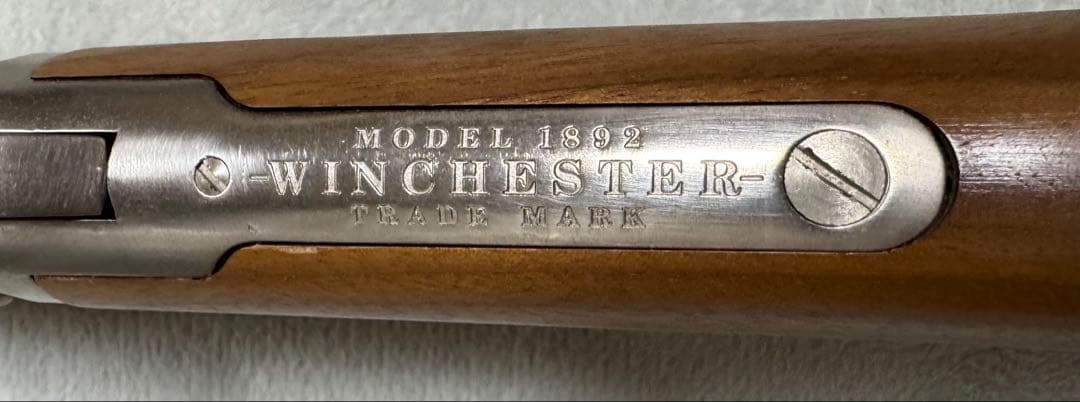 MODEL 1892
-WINCHESTER-
TRADE MARK